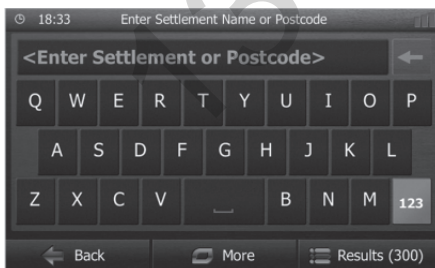 18:33 Enter Settlement Name or Postcode
<Enter Settlement or Postcode>
Q W E R T Y U I O P
A S D F G H J K L
Z X C V B N M 123
Back More Results (300)